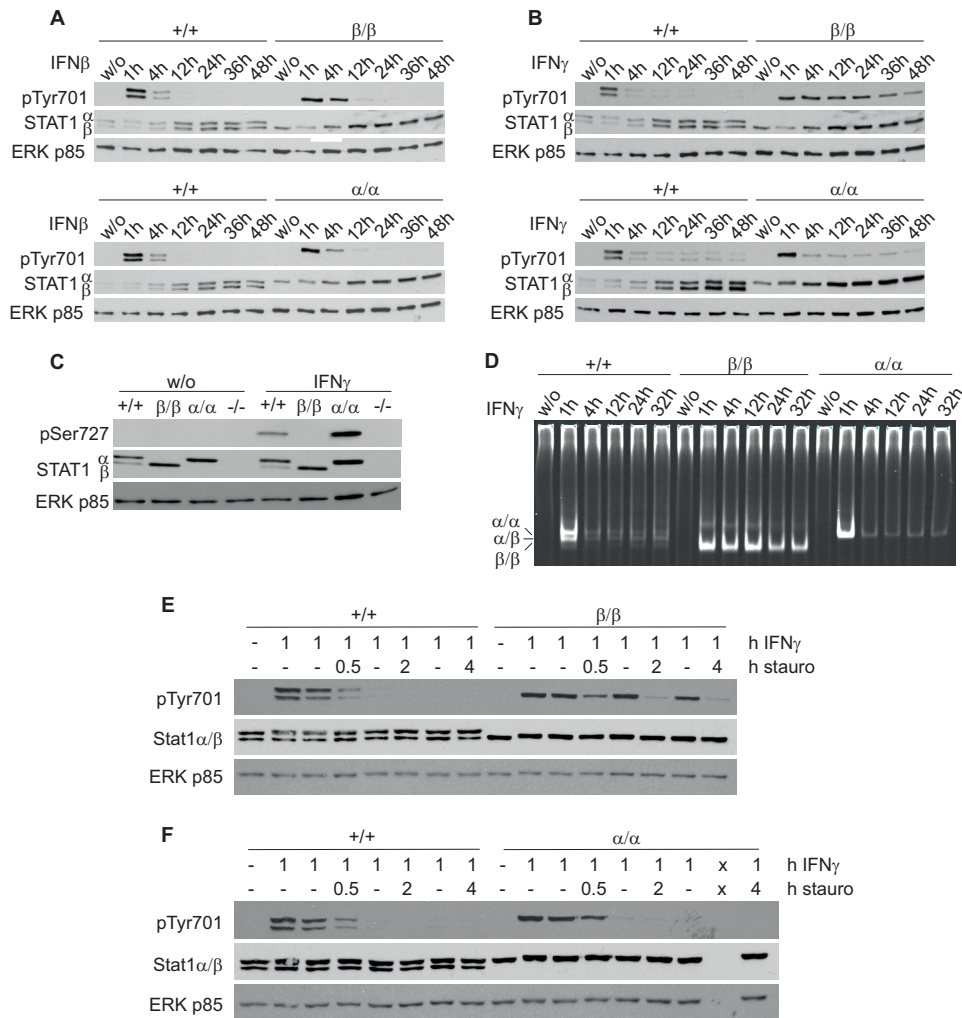 A
+/+ β/β
IFNβ w/o 1h 4h 12h 24h 36h 48h w/o 1h 4h 12h 24h 36h 48h
pTyr701
STAT1 α
β
ERK p85
+/+ α/α
IFNβ w/o 1h 4h 12h 24h 36h 48h w/o 1h 4h 12h 24h 36h 48h
pTyr701
STAT1 α
β
ERK p85
B
+/+ β/β
IFNγ w/o 1h 4h 12h 24h 36h 48h w/o 1h 4h 12h 24h 36h 48h
pTyr701
STAT1 α
β
ERK p85
+/+ α/α
IFNγ w/o 1h 4h 12h 24h 36h 48h w/o 1h 4h 12h 24h 36h 48h
pTyr701
STAT1 α
β
ERK p85
C
w/o IFNγ
+/+ β/β α/α -/- +/+ β/β α/α -/-
pSer727
STAT1 α
β
ERK p85
D
+/+ β/β α/α
IFNγ w/o 1h 4h 12h 24h 32h w/o 1h 4h 12h 24h 32h w/o 1h 4h 12h 24h 32h
α/α
α/β
β/β
E
+/+ β/β
- 1 1 1 1 1 1 1 - 1 1 1 1 1 1 1 h IFNγ
- - - 0.5 - 2 - 4 - - - 0.5 - 2 - 4 h stauro
pTyr701
Stat1α/β
ERK p85
F
+/+ α/α
- 1 1 1 1 1 1 1 - 1 1 1 1 1 1 x 1 h IFNγ
- - - 0.5 - 2 - 4 - - - 0.5 - 2 - x 4 h stauro
pTyr701
Stat1α/β
ERK p85